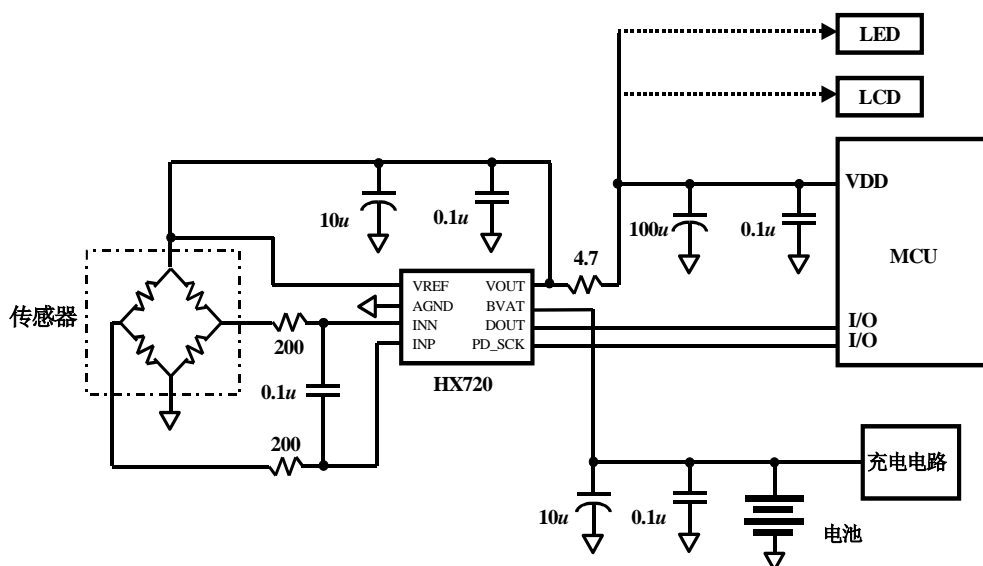 LED
LCD
VDD
10u
0.1u
100u
0.1u
MCU
4.7
传感器
VREF
VOUT
AGND
BVAT
INN
DOUT
INP
PD_SCK
I/O
I/O
200
HX720
0.1u
200
充电电路
10u
0.1u
电池